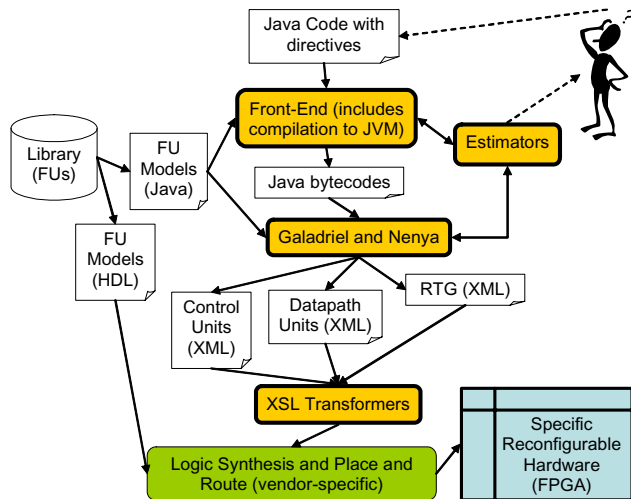 Java Code with
directives
Front-End (includes
compilation to JVM)
Estimators
Library
(FUs)
FU
Models
(Java)
Java bytecodes
FU
Models
(HDL)
Galadriel and Nenya
Control
Units
(XML)
Datapath
Units (XML)
RTG (XML)
XSL Transformers
Logic Synthesis and Place and
Route (vendor-specific)
Specific
Reconfigurable
Hardware
(FPGA)